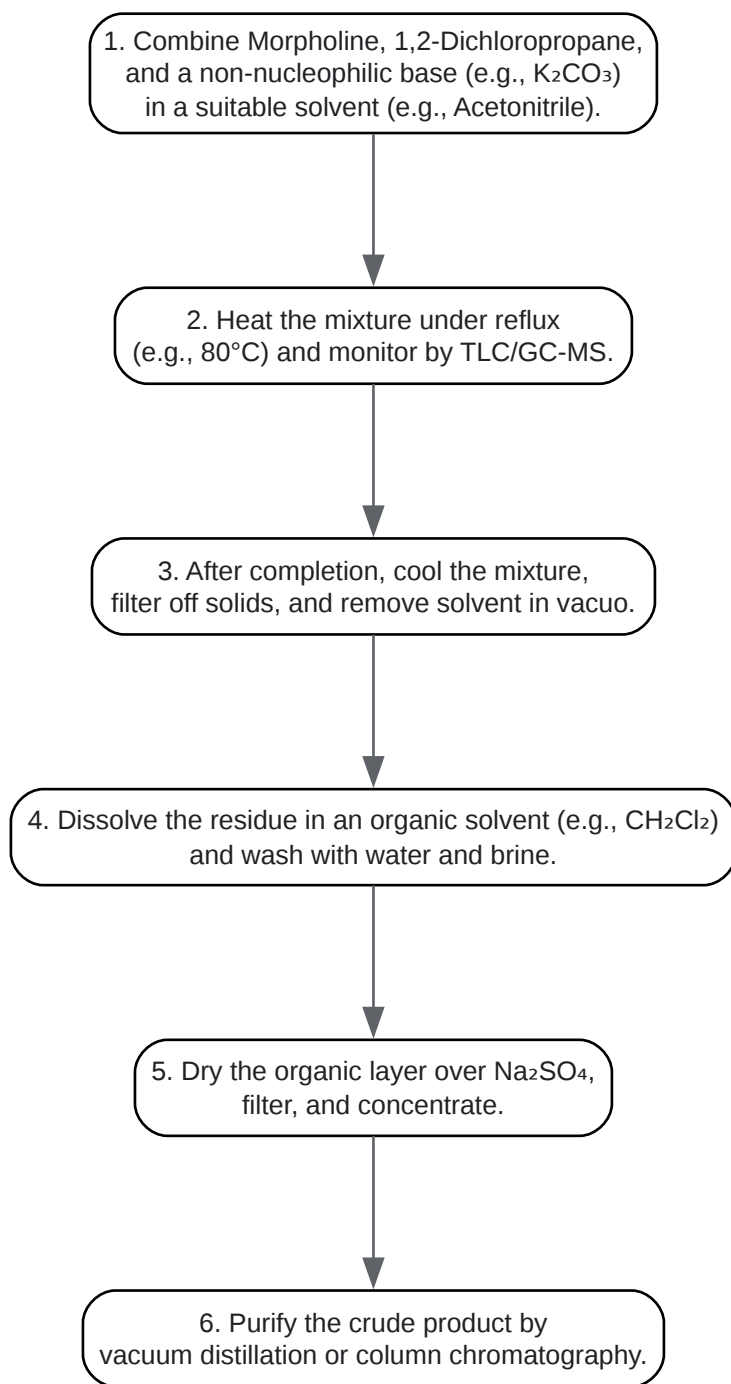 1. Combine Morpholine, 1,2-Dichloropropane,
and a non-nucleophilic base (e.g., K₂CO₃)
in a suitable solvent (e.g., Acetonitrile).
2. Heat the mixture under reflux
(e.g., 80°C) and monitor by TLC/GC-MS.
3. After completion, cool the mixture,
filter off solids, and remove solvent in vacuo.
4. Dissolve the residue in an organic solvent (e.g., CH₂Cl₂)
and wash with water and brine.
5. Dry the organic layer over Na₂SO₄,
filter, and concentrate.
6. Purify the crude product by
vacuum distillation or column chromatography.